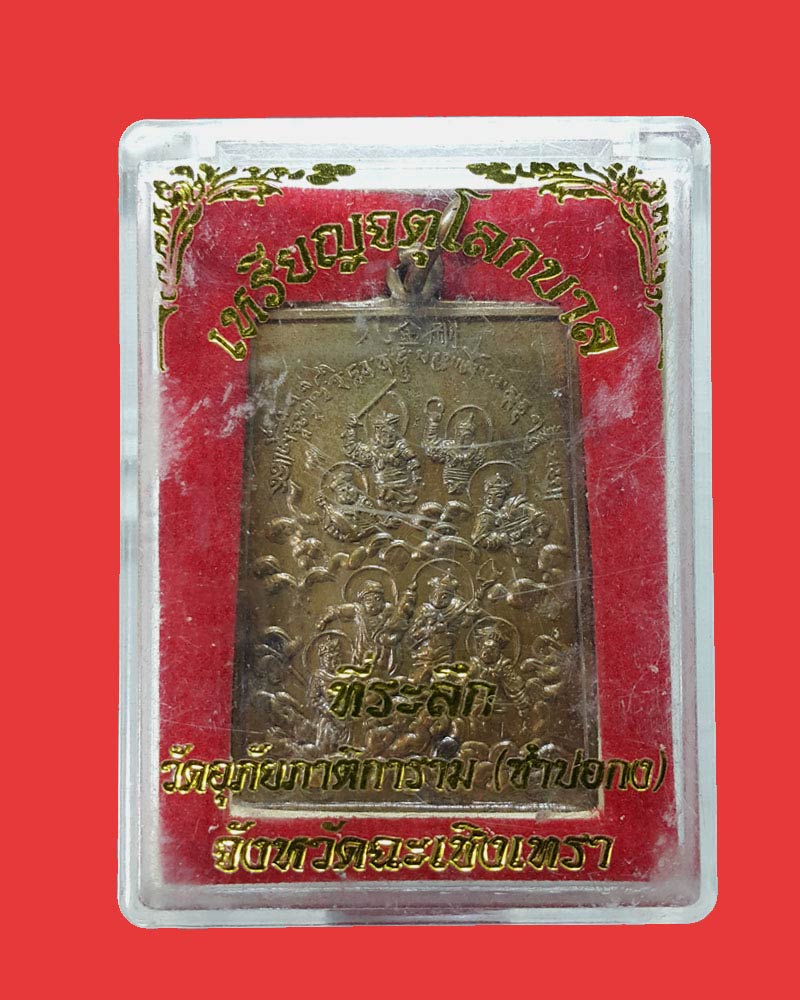 เหรียญจตุโลกบาล
金剛
ที่ระลึก
วัดอุภัยภาติการาม (ซำปอกง)
จังหวัดฉะเชิงเทรา